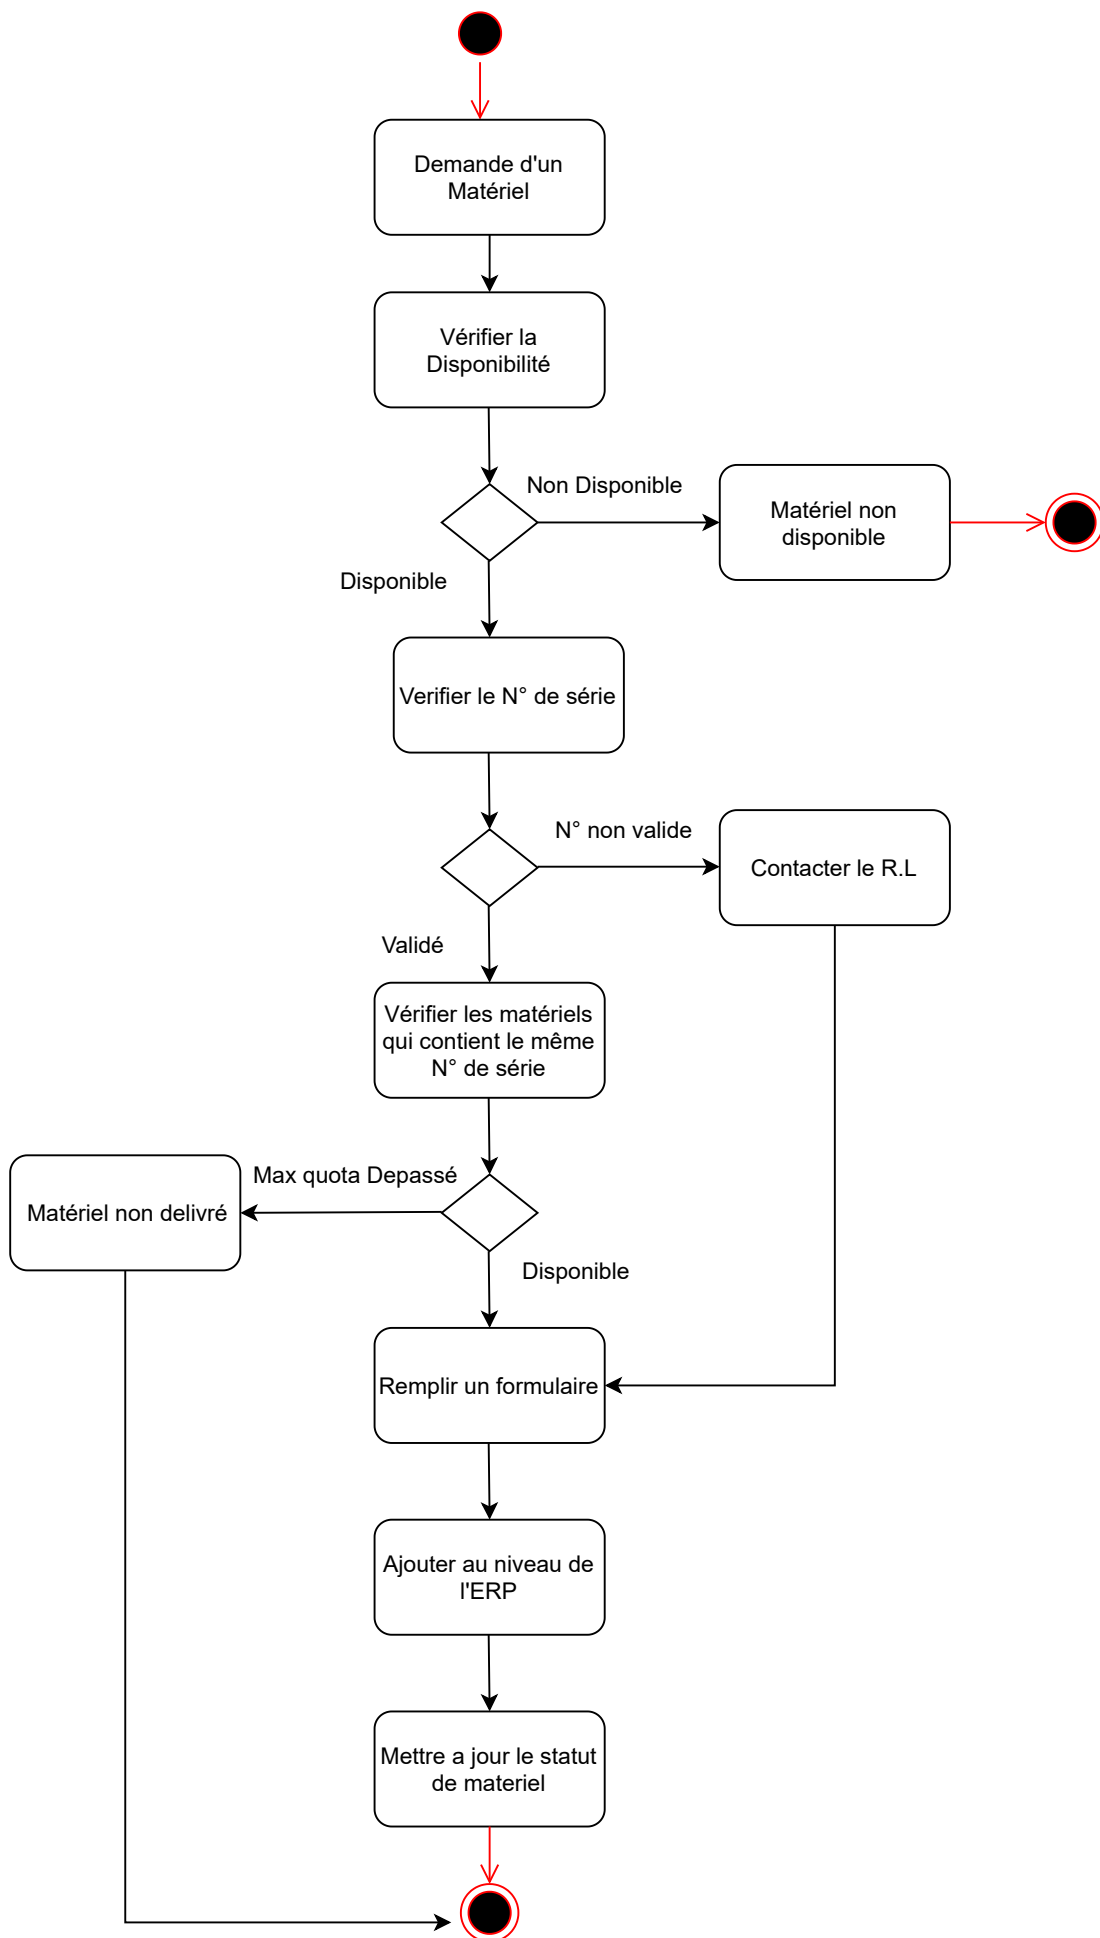 Demande d'un
Matériel
Vérifier la
Disponibilité
Non Disponible
Matériel non
disponible
Disponible
Verifier le N° de série
N° non valide
Contacter le R.L
Validé
Vérifier les matériels
qui contient le même
N° de série
Max quota Depassé
Matériel non delivré
Disponible
Remplir un formulaire
Ajouter au niveau de
l'ERP
Mettre a jour le statut
de materiel